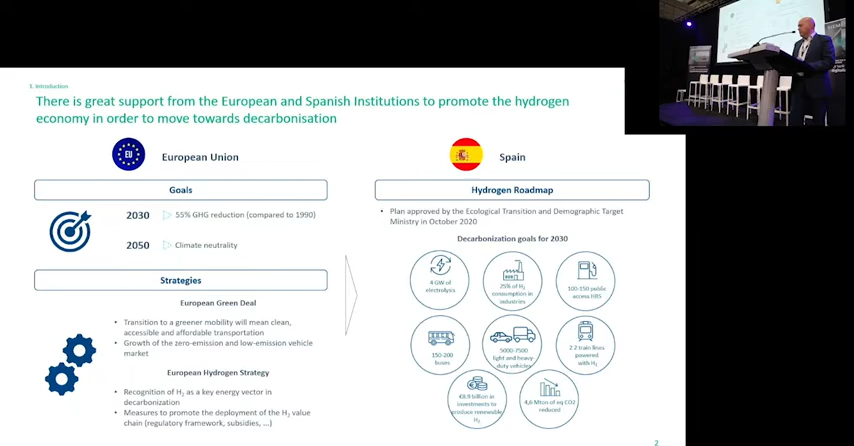 1. Introduction
There is great support from the European and Spanish Institutions to promote the hydrogen
economy in order to move towards decarbonisation
EU
European Union
Goals
2030
55% GHG reduction (compared to 1990)
2050
Climate neutrality
Strategies
European Green Deal
• Transition to a greener mobility will mean clean,
accessible and affordable transportation
• Growth of the zero-emission and low-emission vehicle
market
European Hydrogen Strategy
• Recognition of H₂ as a key energy vector in
decarbonization
• Measures to promote the deployment of the H₂ value
chain (regulatory framework, subsidies, ...)
Spain
Hydrogen Roadmap
• Plan approved by the Ecological Transition and Demographic Target
Ministry in October 2020
Decarbonization goals for 2030
4 GW of
electrolysis
25% of H₂
consumption in
industries
100-150 public
access HRS
150-200
buses
5000-7500
light and heavy-
duty vehicles
2 train lines
powered
with H₂
€8.9 billion in
investments to
produce renewable
H₂
4,6 Mton of eq CO2
reduced
2